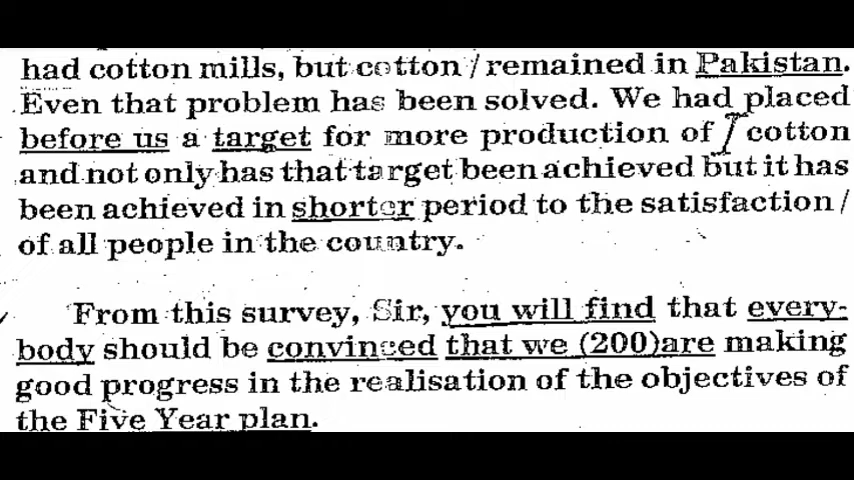 had cotton mills, but cotton / remained in Pakistan.
Even that problem has been solved. We had placed
before us a target for more production of / cotton
and not only has that target been achieved but it has
been achieved in shorter period to the satisfaction /
of all people in the country.
From this survey, Sir, you will find that every-
body should be convinced that we (200) are making
good progress in the realisation of the objectives of
the Five Year plan.